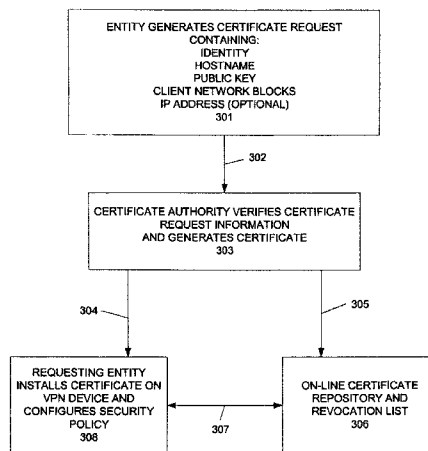 ENTITY GENERATES CERTIFICATE REQUEST
CONTAINING:
IDENTITY
HOSTNAME
PUBLIC KEY
CLIENT NETWORK BLOCKS
IP ADDRESS (OPTIONAL)
301
302
CERTIFICATE AUTHORITY VERIFIES CERTIFICATE
REQUEST INFORMATION
AND GENERATES CERTIFICATE
303
304
305
REQUESTING ENTITY
INSTALLS CERTIFICATE ON
VPN DEVICE AND
CONFIGURES SECURITY
POLICY
308
307
ON-LINE CERTIFICATE
REPOSITORY AND
REVOCATION LIST
306